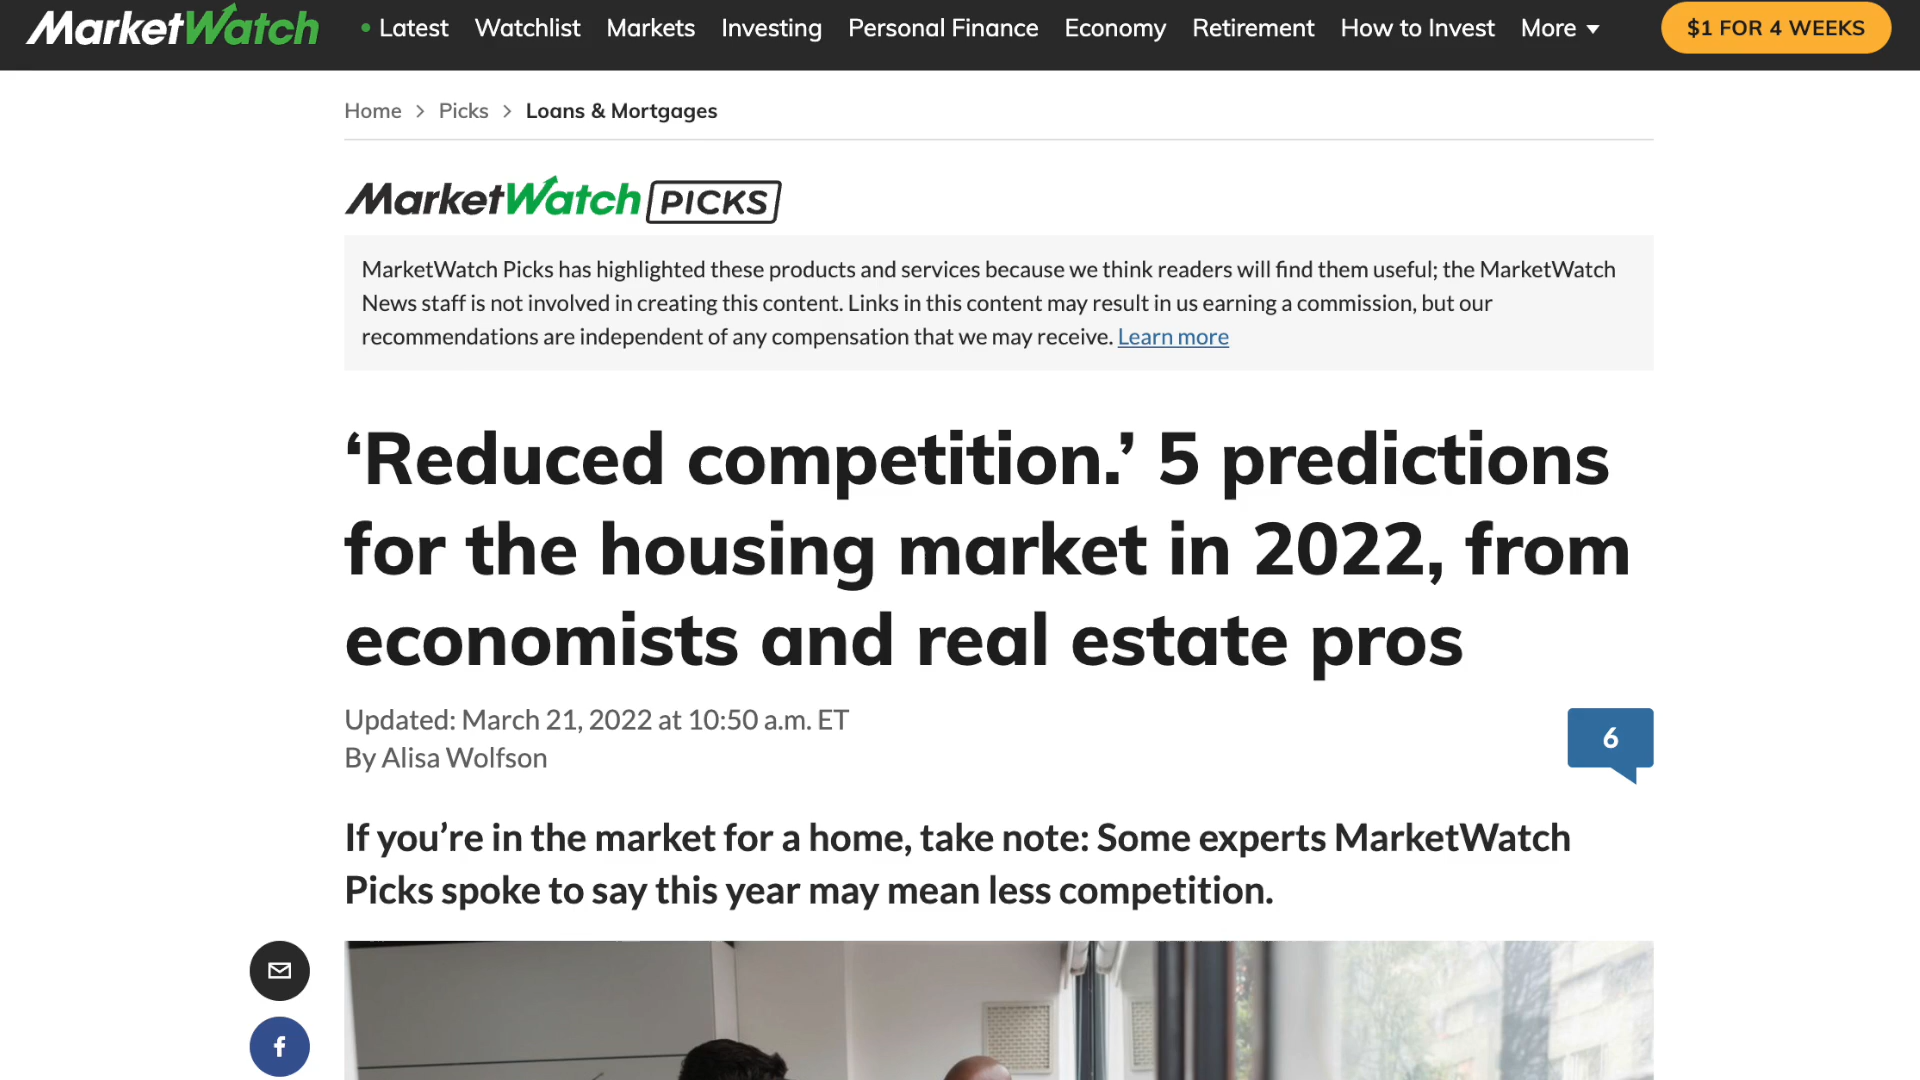 MarketWatch
Latest Watchlist Markets Investing Personal Finance Economy Retirement How to Invest More $1 FOR 4 WEEKS
Home > Picks > Loans & Mortgages
MarketWatch PICKS
MarketWatch Picks has highlighted these products and services because we think readers will find them useful; the MarketWatch
News staff is not involved in creating this content. Links in this content may result in us earning a commission, but our
recommendations are independent of any compensation that we may receive. Learn more
‘Reduced competition.’ 5 predictions
for the housing market in 2022, from
economists and real estate pros
Updated: March 21, 2022 at 10:50 a.m. ET
By Alisa Wolfson
6
If you’re in the market for a home, take note: Some experts MarketWatch
Picks spoke to say this year may mean less competition.
f